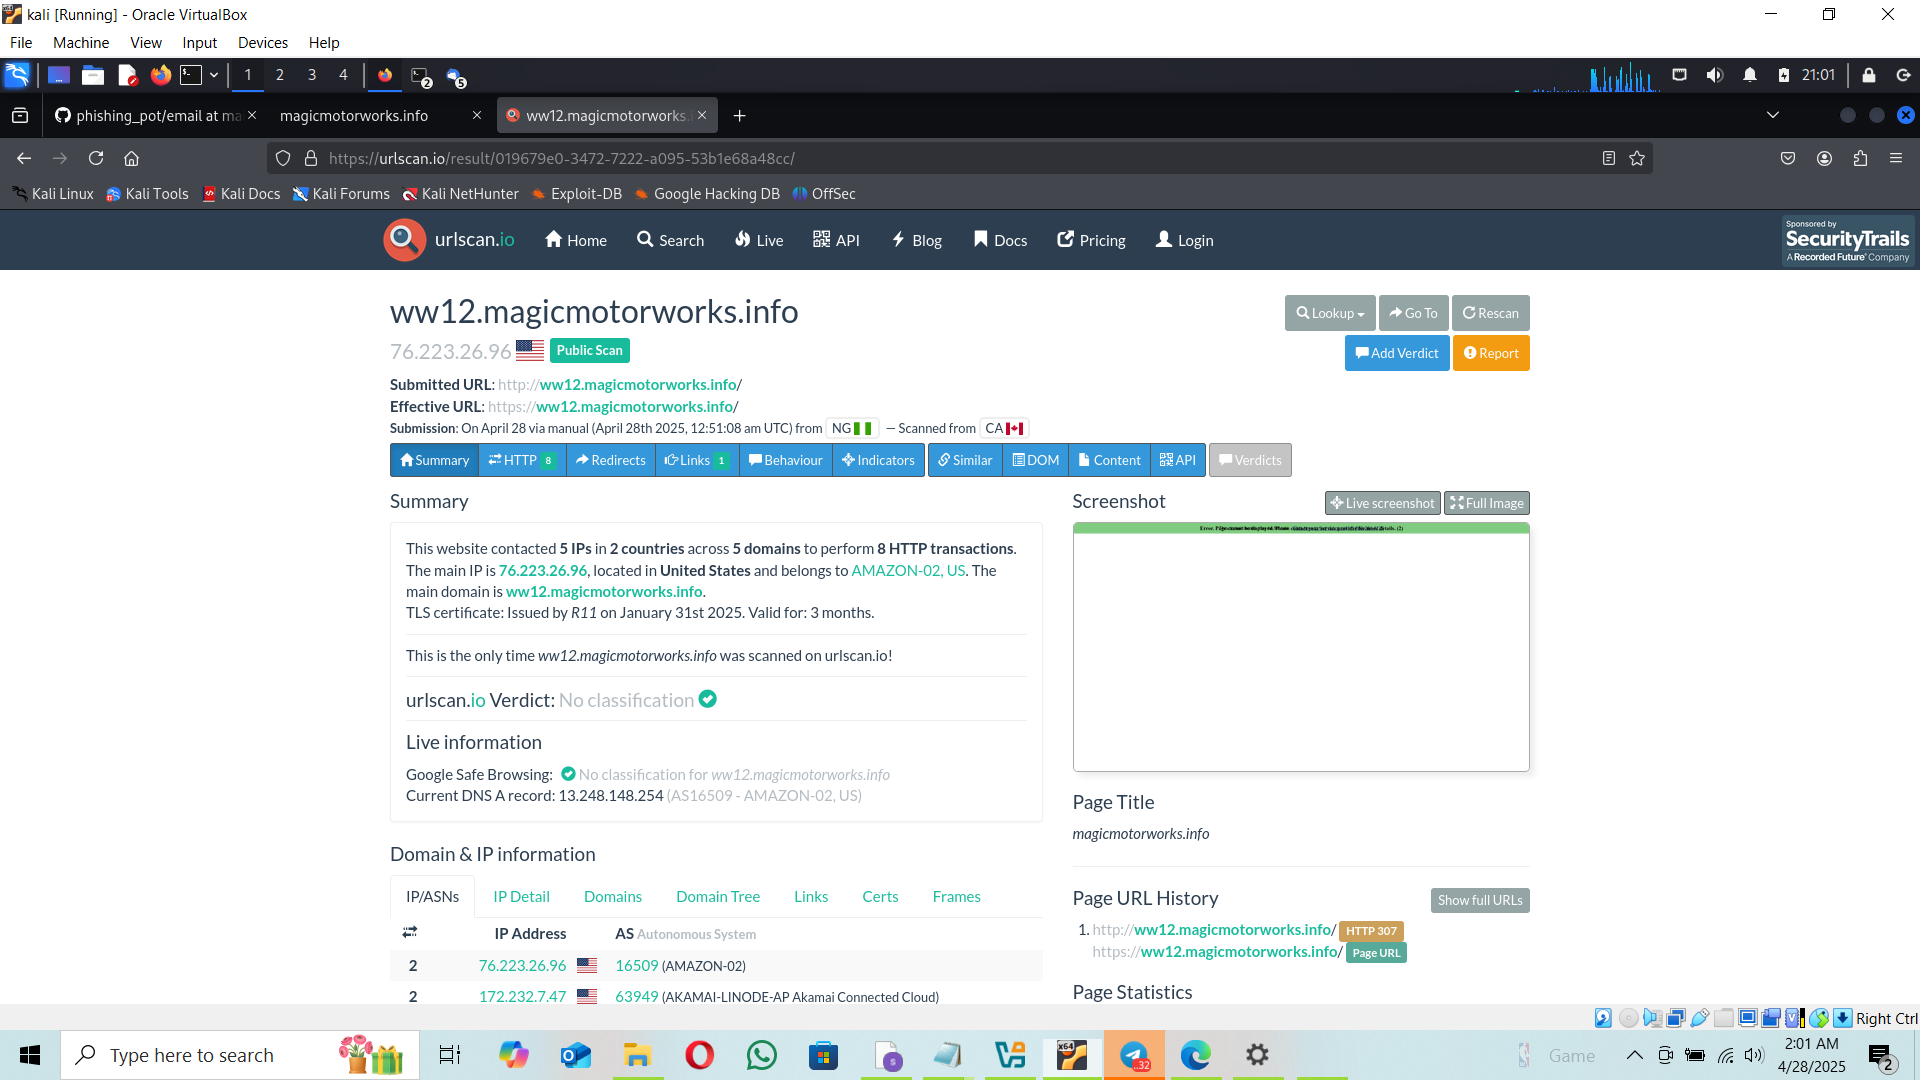 kali [Running] - Oracle VirtualBox
File Machine View Input Devices Help
1 2 3 4 2 5 21:01
phishing_pot/email at ma magicmotorworks.info ww12.magicmotorworks.
https://urlscan.io/result/019679e0-3472-7222-a095-53b1e68a48cc/
Kali Linux Kali Tools Kali Docs Kali Forums Kali NetHunter Exploit-DB Google Hacking DB OffSec
urlscan.io Home Search Live API Blog Docs Pricing Login
Sponsored by
SecurityTrails
A Recorded Future® Company
ww12.magicmotorworks.info
Lookup Go To Rescan
76.223.26.96 Public Scan
Add Verdict Report
Submitted URL: http://ww12.magicmotorworks.info/
Effective URL: https://ww12.magicmotorworks.info/
Submission: On April 28 via manual (April 28th 2025, 12:51:08 am UTC) from NG — Scanned from CA
Summary HTTP 8 Redirects Links 1 Behaviour Indicators Similar DOM Content API Verdicts
Summary
This website contacted 5 IPs in 2 countries across 5 domains to perform 8 HTTP transactions.
The main IP is 76.223.26.96, located in United States and belongs to AMAZON-02, US. The
main domain is ww12.magicmotorworks.info.
TLS certificate: Issued by R11 on January 31st 2025. Valid for: 3 months.
This is the only time ww12.magicmotorworks.info was scanned on urlscan.io!
urlscan.io Verdict: No classification
Live information
Google Safe Browsing: No classification for ww12.magicmotorworks.info
Current DNS A record: 13.248.148.254 (AS16509 - AMAZON-02, US)
Domain & IP information
IP/ASNs IP Detail Domains Domain Tree Links Certs Frames
IP Address AS Autonomous System
2 76.223.26.96 16509 (AMAZON-02)
2 172.232.7.47 63949 (AKAMAI-LINODE-AP Akamai Connected Cloud)
Screenshot Live screenshot Full Image
Page Title
magicmotorworks.info
Page URL History Show full URLs
1. http://ww12.magicmotorworks.info/ HTTP 307
https://ww12.magicmotorworks.info/ Page URL
Page Statistics
Right Ctrl
Type here to search
x64
..32
Game
2:01 AM
4/28/2025
2